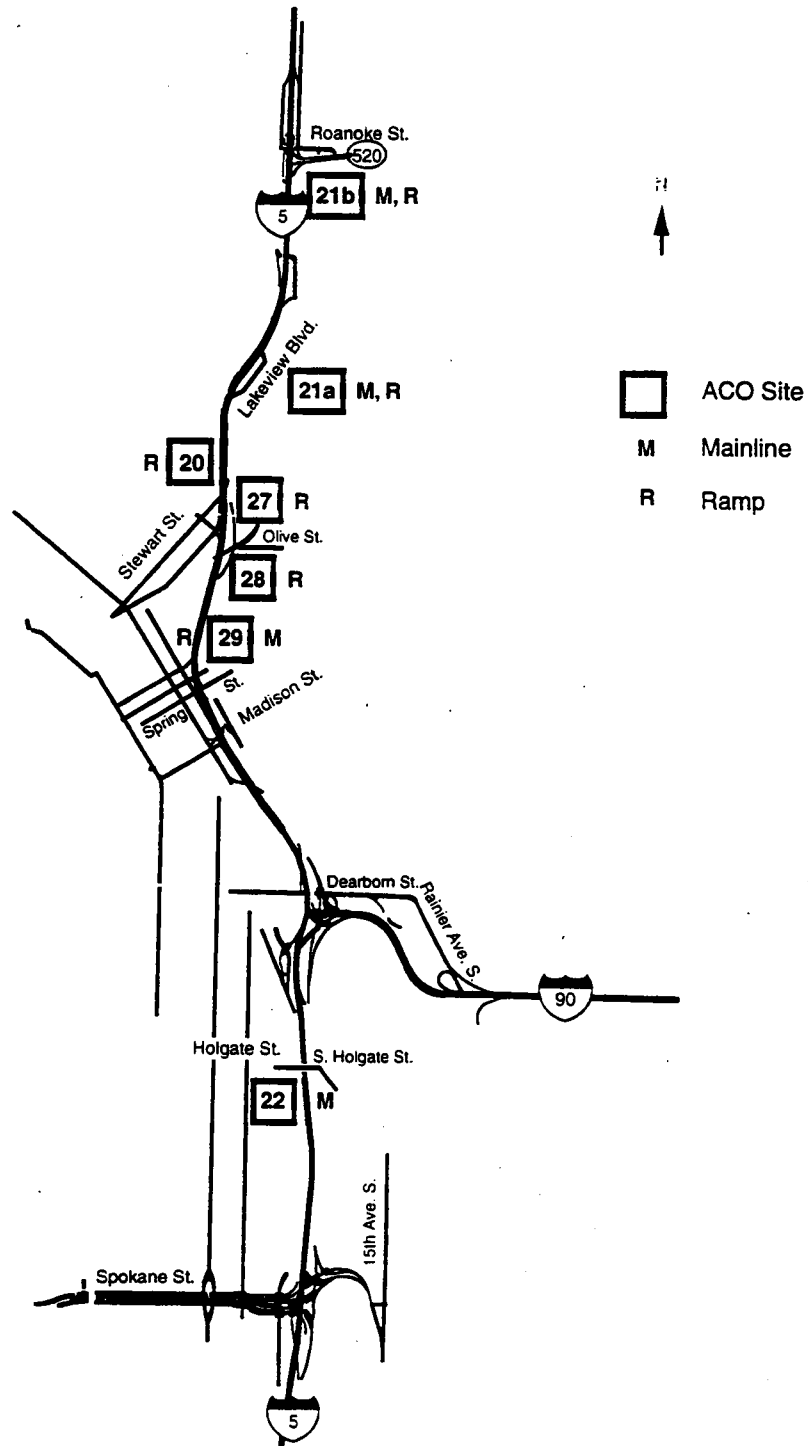 Roanoke St.
520
21b M, R
5
N
Lakeview Blvd.
21a M, R
ACO Site
M Mainline
R Ramp
R 20
27 R
Stewart St.
Olive St.
28 R
R 29 M
Spring St.
Madison St.
Dearborn St.
Rainier Ave. S.
90
Holgate St.
S. Holgate St.
22 M
15th Ave. S.
Spokane St.
5